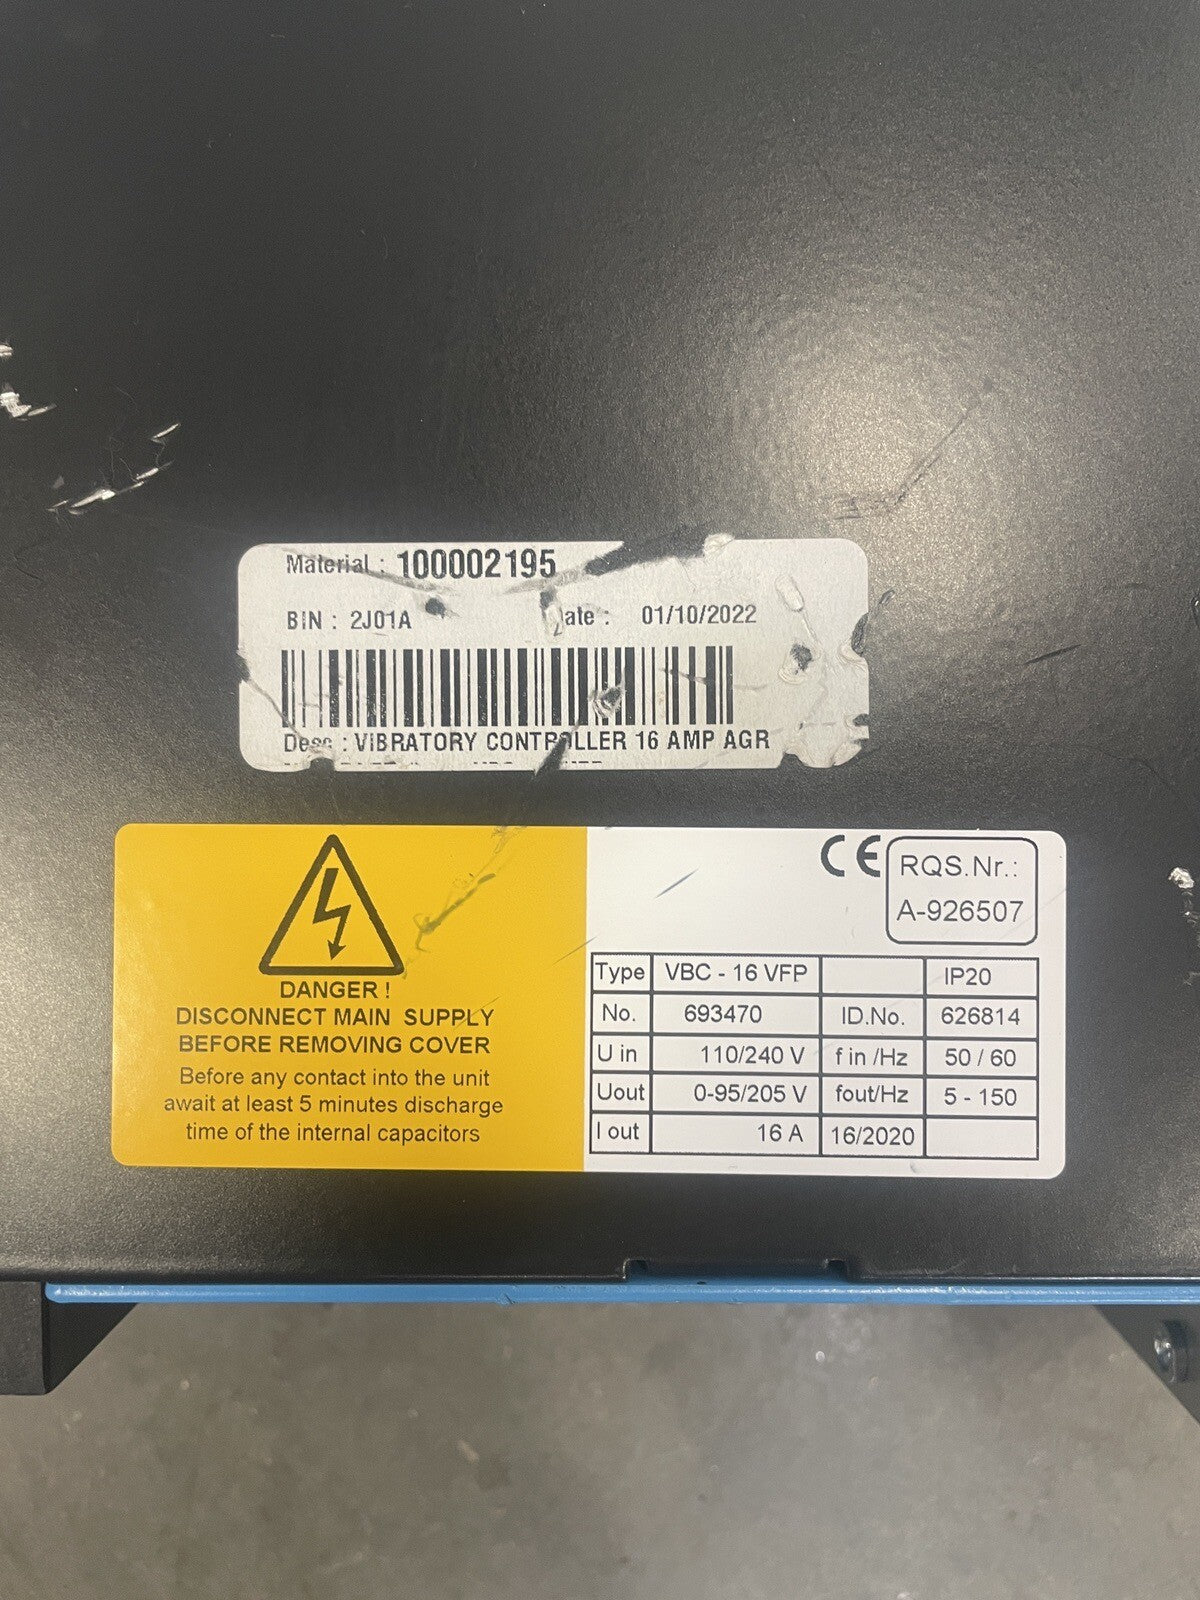 Material : 100002195
BIN : 2J01A ate : 01/10/2022
Desc : VIBRATORY CONTROLLER 16 AMP AGR
DANGER !
DISCONNECT MAIN SUPPLY
BEFORE REMOVING COVER
Before any contact into the unit
await at least 5 minutes discharge
time of the internal capacitors
CE
RQS.Nr.:
A-926507
Type VBC - 16 VFP IP20
No. 693470 ID.No. 626814
U in 110/240 V f in /Hz 50 / 60
Uout 0-95/205 V fout/Hz 5 - 150
I out 16 A 16/2020